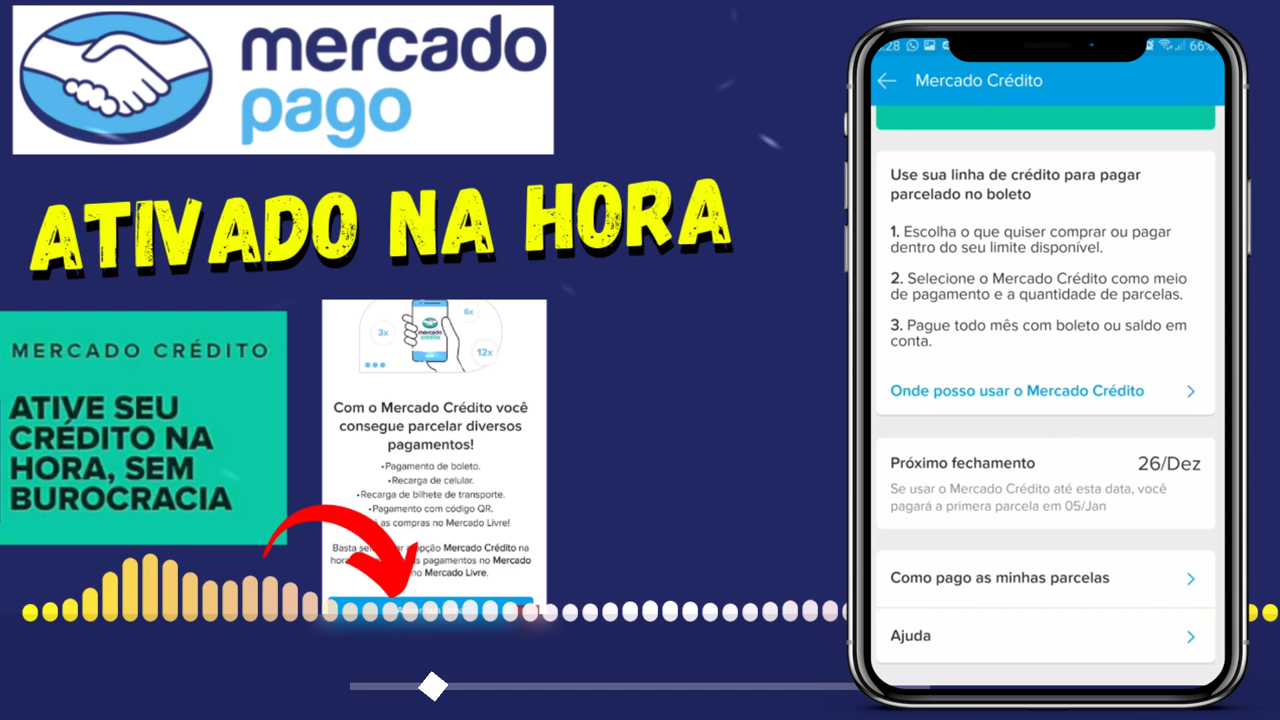 mercado
pago
ATIVADO NA HORA
MERCADO CRÉDITO
ATIVE SEU
CRÉDITO NA
HORA, SEM
BUROCRACIA
3x
6x
12x
mercado
Com o Mercado Crédito você
consegue parcelar diversos
pagamentos!
•Pagamento de boleto.
•Recarga de celular.
•Recarga de bilhete de transporte.
•Pagamento com código QR.
as compras no Mercado Livre!
Basta opção Mercado Crédito na
pagamentos no Mercado
Mercado Livre.
:28
66%
Mercado Crédito
Use sua linha de crédito para pagar
parcelado no boleto
1. Escolha o que quiser comprar ou pagar
dentro do seu limite disponível.
2. Selecione o Mercado Crédito como meio
de pagamento e a quantidade de parcelas.
3. Pague todo mês com boleto ou saldo em
conta.
Onde posso usar o Mercado Crédito
Próximo fechamento 26/Dez
Se usar o Mercado Crédito até esta data, você
pagará a primeira parcela em 05/Jan
Como pago as minhas parcelas
Ajuda